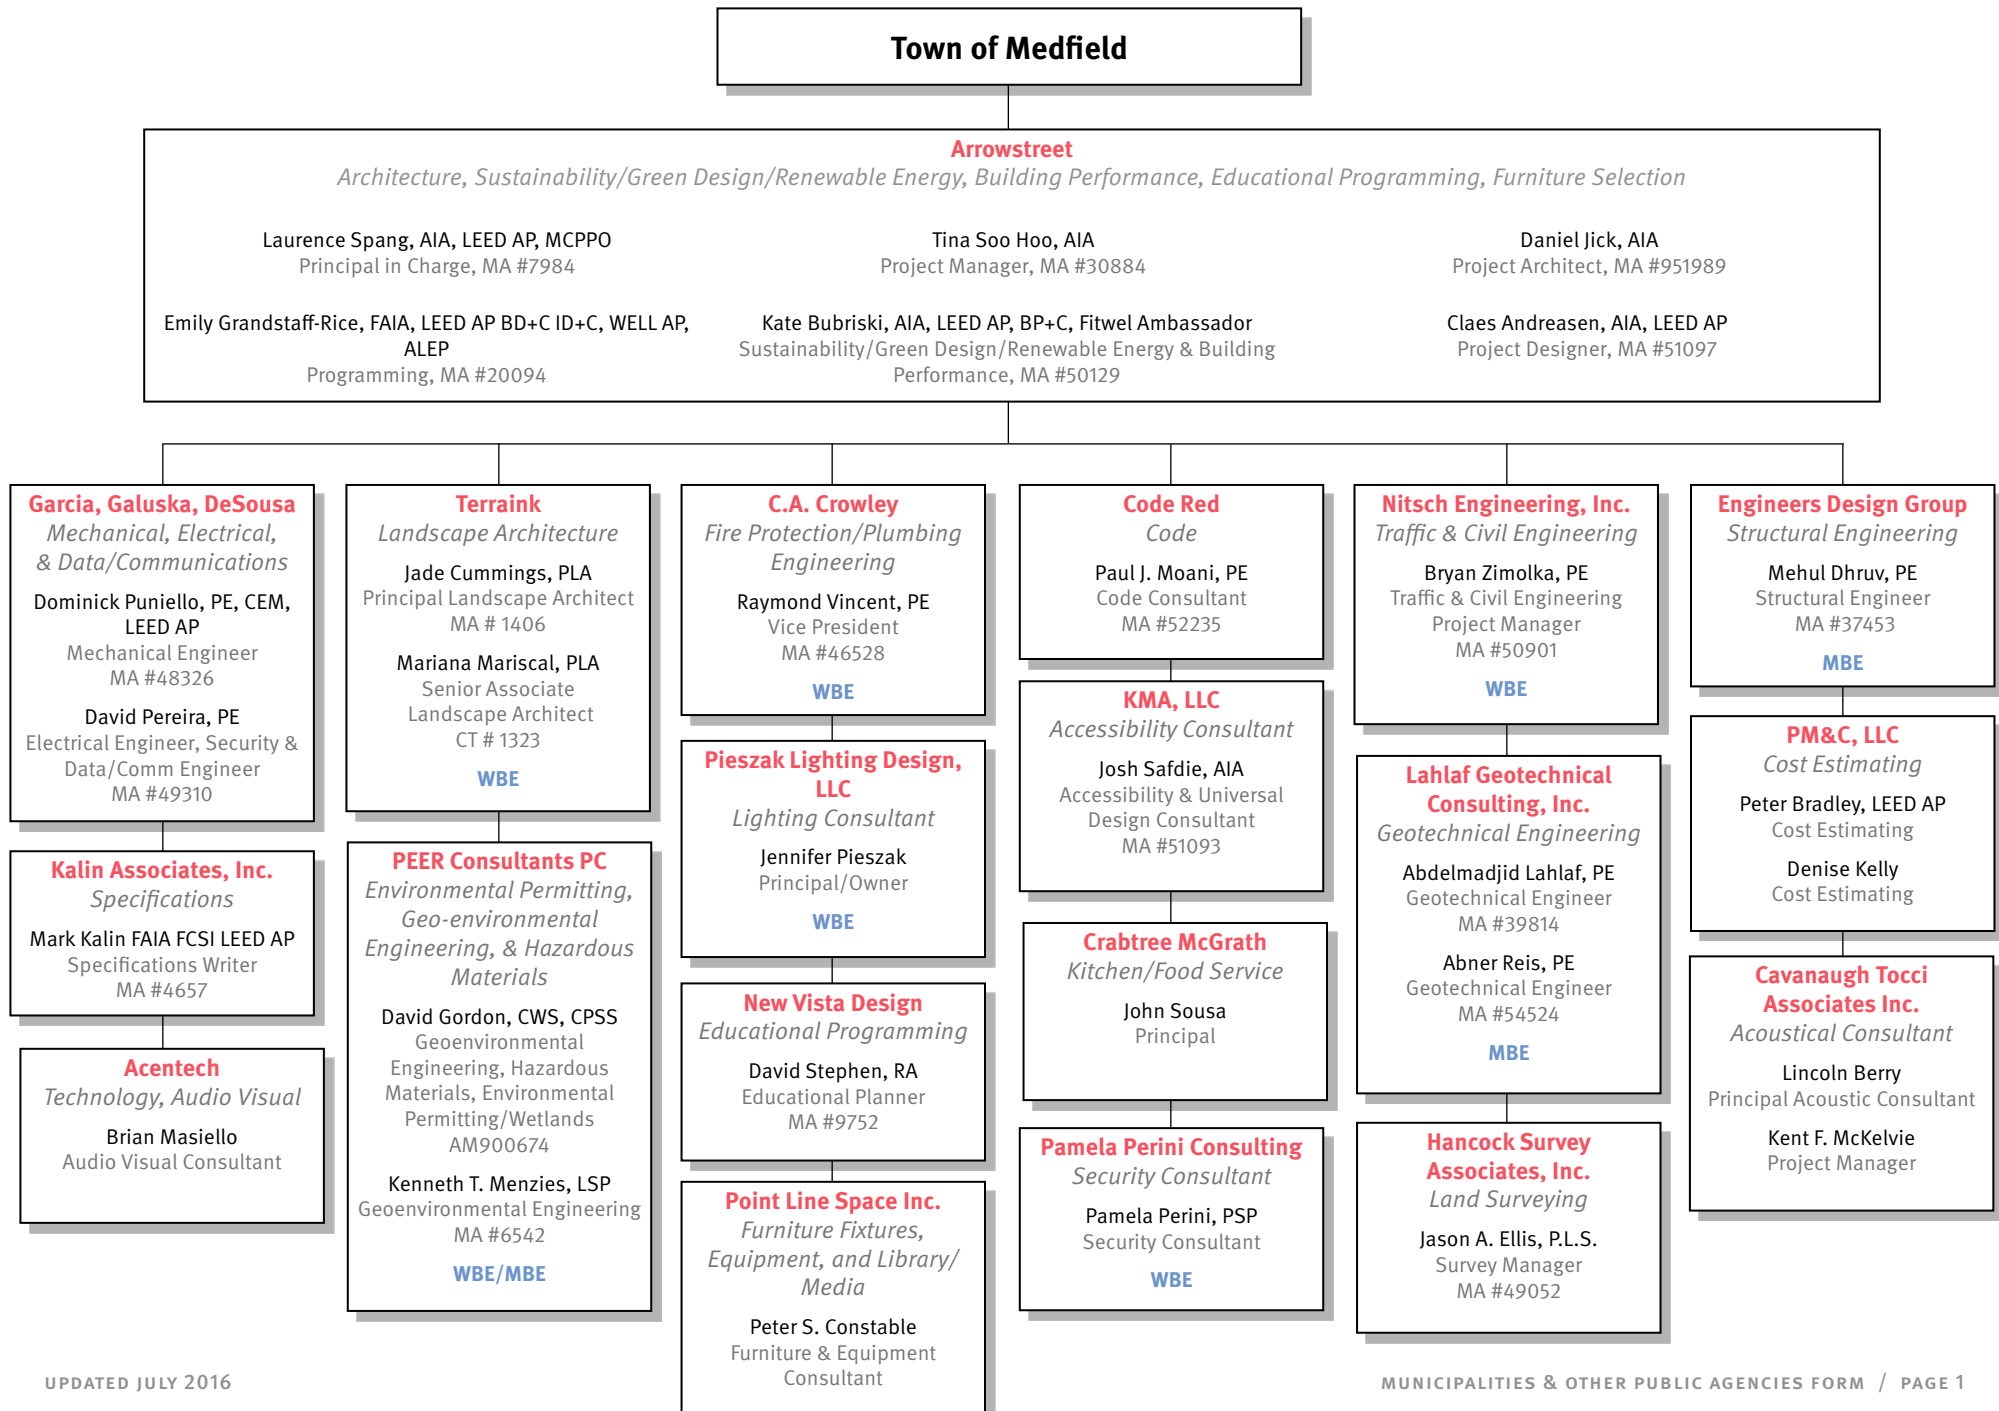 Town of Medfield
Arrowstreet
Architecture, Sustainability/Green Design/Renewable Energy, Building Performance, Educational Programming, Furniture Selection
Laurence Spang, AIA, LEED AP, MCPPO
Principal in Charge, MA #7984
Tina Soo Hoo, AIA
Project Manager, MA #30884
Daniel Jick, AIA
Project Architect, MA #951989
Emily Grandstaff-Rice, FAIA, LEED AP BD+C ID+C, WELL AP,
ALEP
Programming, MA #20094
Kate Bubriski, AIA, LEED AP, BP+C, Fitwel Ambassador
Sustainability/Green Design/Renewable Energy & Building
Performance, MA #50129
Claes Andreasen, AIA, LEED AP
Project Designer, MA #51097
Garcia, Galuska, DeSousa
Mechanical, Electrical,
& Data/Communications
Dominick Puniello, PE, CEM,
LEED AP
Mechanical Engineer
MA #48326
David Pereira, PE
Electrical Engineer, Security &
Data/Comm Engineer
MA #49310
Kalin Associates, Inc.
Specifications
Mark Kalin FAIA FCSI LEED AP
Specifications Writer
MA #4657
Acentech
Technology, Audio Visual
Brian Masiello
Audio Visual Consultant
Terraink
Landscape Architecture
Jade Cummings, PLA
Principal Landscape Architect
MA # 1406
Mariana Mariscal, PLA
Senior Associate
Landscape Architect
CT # 1323
WBE
PEER Consultants PC
Environmental Permitting,
Geo-environmental
Engineering, & Hazardous
Materials
David Gordon, CWS, CPSS
Geoenvironmental
Engineering, Hazardous
Materials, Environmental
Permitting/Wetlands
AM900674
Kenneth T. Menzies, LSP
Geoenvironmental Engineering
MA #6542
WBE/MBE
C.A. Crowley
Fire Protection/Plumbing
Engineering
Raymond Vincent, PE
Vice President
MA #46528
WBE
Pieszak Lighting Design,
LLC
Lighting Consultant
Jennifer Pieszak
Principal/Owner
WBE
New Vista Design
Educational Programming
David Stephen, RA
Educational Planner
MA #9752
Point Line Space Inc.
Furniture Fixtures,
Equipment, and Library/
Media
Peter S. Constable
Furniture & Equipment
Consultant
Code Red
Code
Paul J. Moani, PE
Code Consultant
MA #52235
KMA, LLC
Accessibility Consultant
Josh Safdie, AIA
Accessibility & Universal
Design Consultant
MA #51093
Crabtree McGrath
Kitchen/Food Service
John Sousa
Principal
Pamela Perini Consulting
Security Consultant
Pamela Perini, PSP
Security Consultant
WBE
Nitsch Engineering, Inc.
Traffic & Civil Engineering
Bryan Zimolka, PE
Traffic & Civil Engineering
Project Manager
MA #50901
WBE
Lahlaf Geotechnical
Consulting, Inc.
Geotechnical Engineering
Abdelmadjid Lahlaf, PE
Geotechnical Engineer
MA #39814
Abner Reis, PE
Geotechnical Engineer
MA #54524
MBE
Hancock Survey
Associates, Inc.
Land Surveying
Jason A. Ellis, P.L.S.
Survey Manager
MA #49052
Engineers Design Group
Structural Engineering
Mehul Dhruv, PE
Structural Engineer
MA #37453
MBE
PM&C, LLC
Cost Estimating
Peter Bradley, LEED AP
Cost Estimating
Denise Kelly
Cost Estimating
Cavanaugh Tocci
Associates Inc.
Acoustical Consultant
Lincoln Berry
Principal Acoustic Consultant
Kent F. McKelvie
Project Manager
UPDATED JULY 2016
MUNICIPALITIES & OTHER PUBLIC AGENCIES FORM / PAGE 1